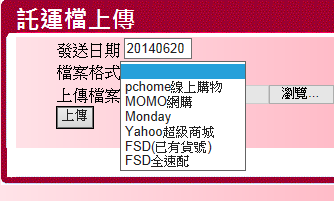 託運檔上傳
發送日期 20140620
檔案格式
pchome線上購物
上傳檔案 瀏覽...
MOMO網購
Monday
上傳
Yahoo超級商城
FSD(已有貨號)
FSD全速配